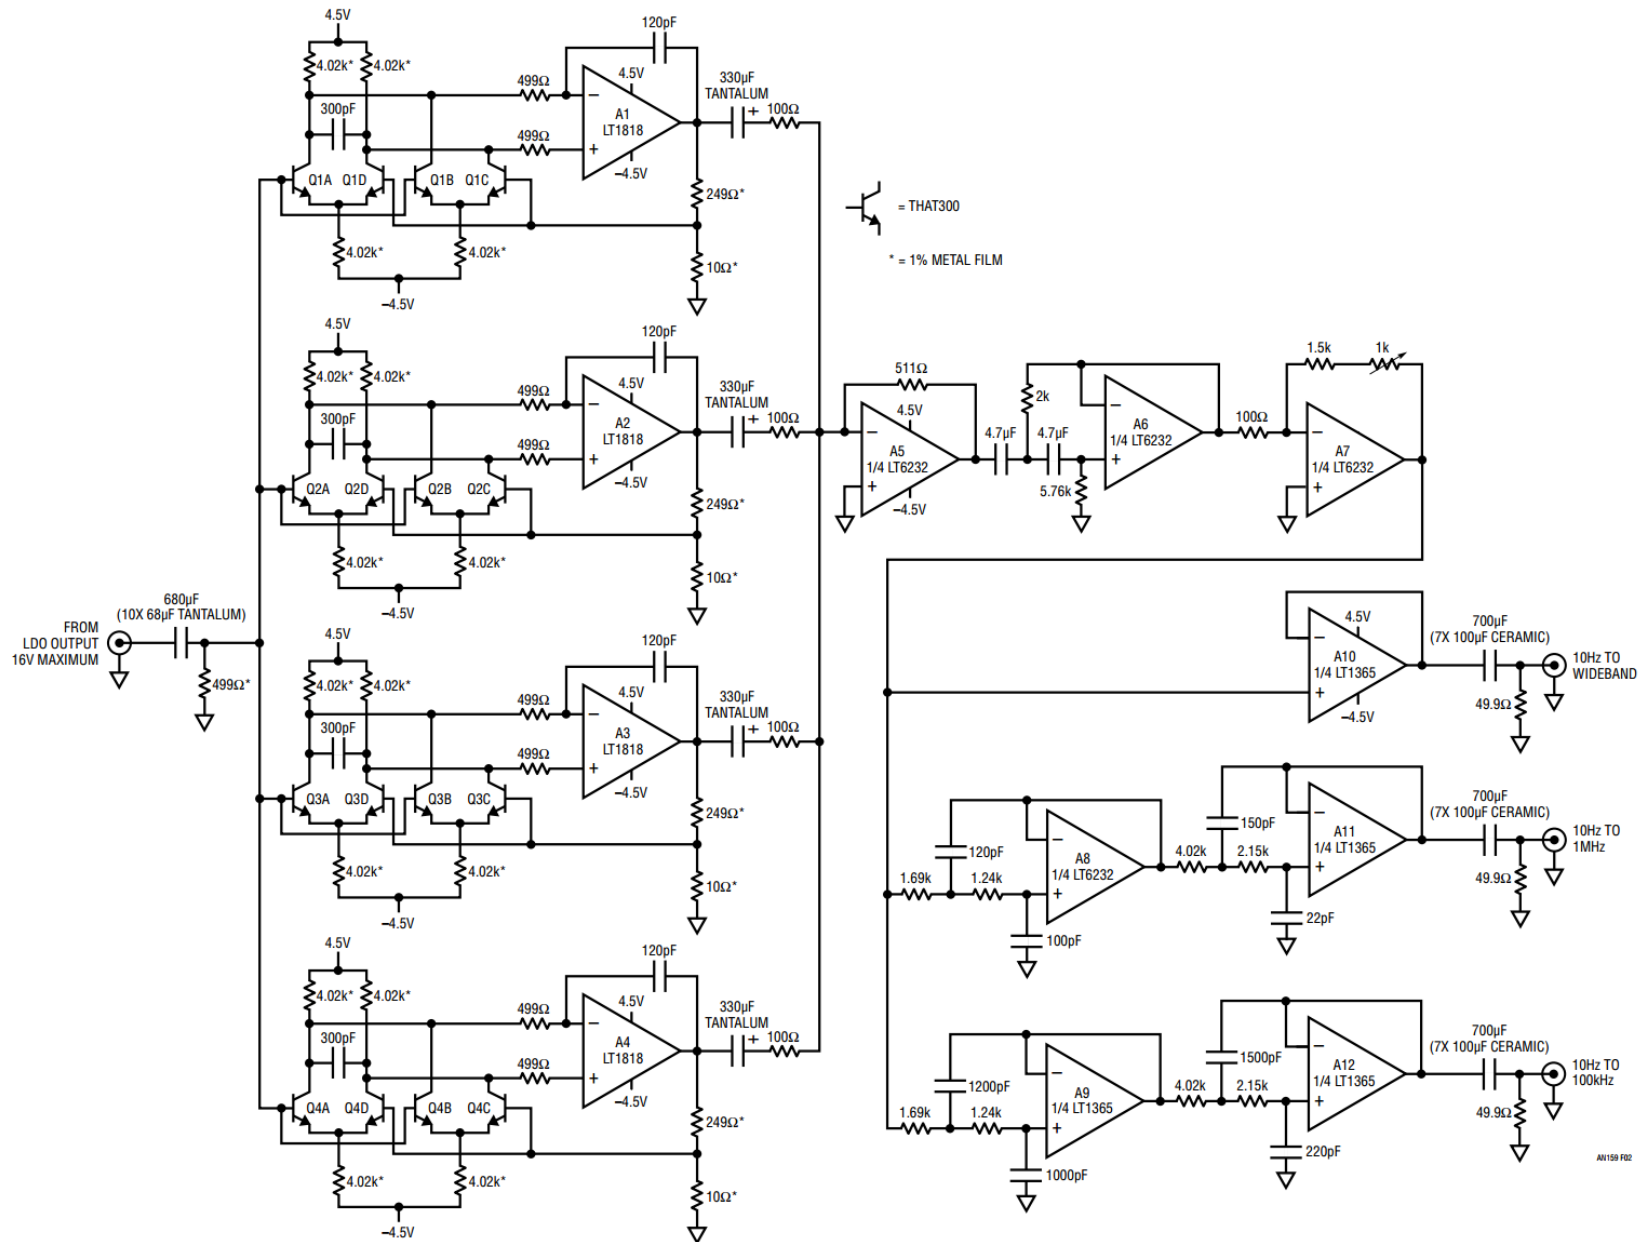 4.5V
4.02k* 4.02k*
300pF
Q1A Q1D Q1B Q1C
4.02k* 4.02k*
–4.5V
499Ω
499Ω
120pF
4.5V
A1
LT1818
–4.5V
330µF
TANTALUM
100Ω
249Ω*
10Ω*
= THAT300
* = 1% METAL FILM
4.5V
4.02k* 4.02k*
300pF
Q2A Q2D Q2B Q2C
4.02k* 4.02k*
–4.5V
499Ω
499Ω
120pF
4.5V
A2
LT1818
–4.5V
330µF
TANTALUM
100Ω
249Ω*
10Ω*
FROM
LDO OUTPUT
16V MAXIMUM
680µF
(10X 68µF TANTALUM)
499Ω*
4.5V
4.02k* 4.02k*
300pF
Q3A Q3D Q3B Q3C
4.02k* 4.02k*
–4.5V
499Ω
499Ω
120pF
4.5V
A3
LT1818
–4.5V
330µF
TANTALUM
100Ω
249Ω*
10Ω*
4.5V
4.02k* 4.02k*
300pF
Q4A Q4D Q4B Q4C
4.02k* 4.02k*
–4.5V
499Ω
499Ω
120pF
4.5V
A4
LT1818
–4.5V
330µF
TANTALUM
100Ω
249Ω*
10Ω*
511Ω
4.5V
A5
1/4 LT6232
–4.5V
4.7µF
2k
4.7µF
5.76k
A6
1/4 LT6232
100Ω
1.5k
1k
A7
1/4 LT6232
4.5V
A10
1/4 LT1365
–4.5V
700µF
(7X 100µF CERAMIC)
49.9Ω
10Hz TO
WIDEBAND
1.69k
120pF
1.24k
100pF
A8
1/4 LT6232
4.02k
150pF
2.15k
22pF
A11
1/4 LT1365
700µF
(7X 100µF CERAMIC)
49.9Ω
10Hz TO
1MHz
1.69k
1200pF
1.24k
1000pF
A9
1/4 LT1365
4.02k
1500pF
2.15k
220pF
A12
1/4 LT1365
700µF
(7X 100µF CERAMIC)
49.9Ω
10Hz TO
100kHz
AN159 F02